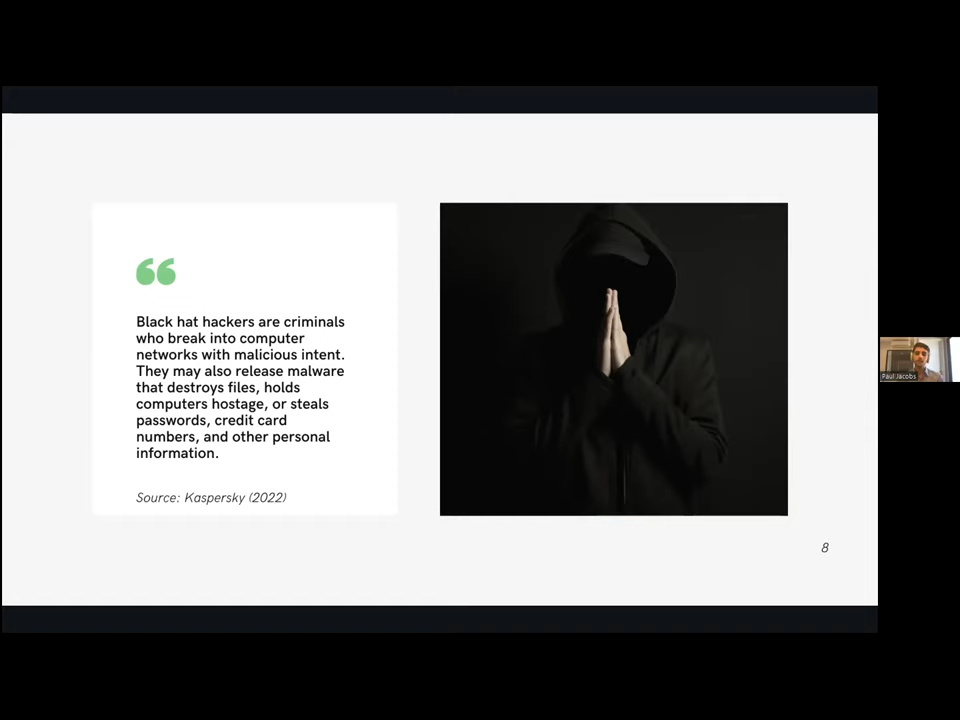 “
Black hat hackers are criminals
who break into computer
networks with malicious intent.
They may also release malware
that destroys files, holds
computers hostage, or steals
passwords, credit card
numbers, and other personal
information.
Source: Kaspersky (2022)
8
Paul Jacobs